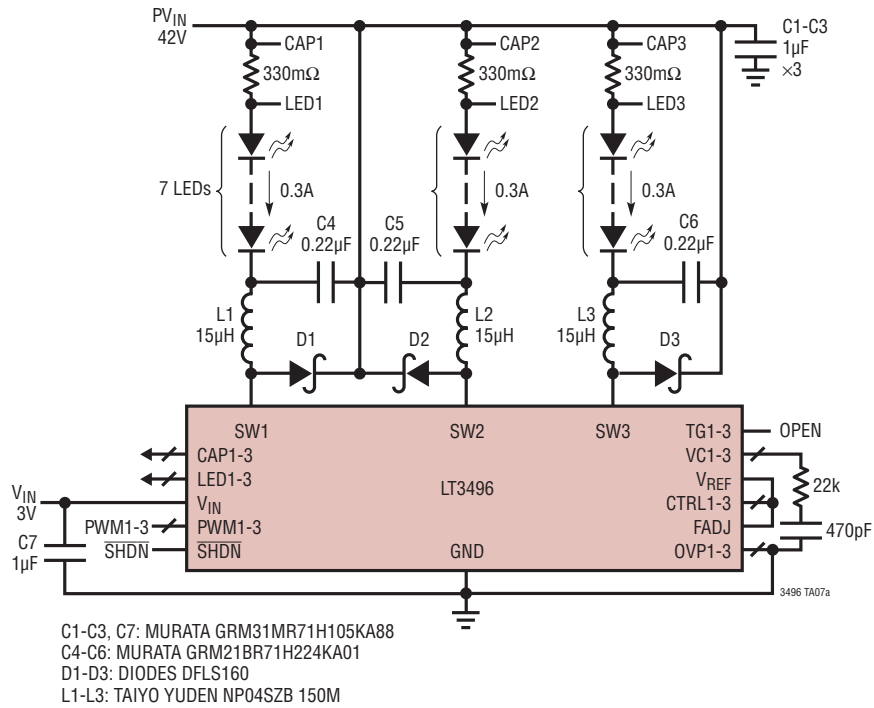 PVIN
42V
CAP1
CAP2
CAP3
C1-C3
1µF
×3
330mΩ
330mΩ
330mΩ
LED1
LED2
LED3
7 LEDs
0.3A
0.3A
0.3A
C4
0.22µF
C5
0.22µF
C6
0.22µF
L1
15µH
L2
15µH
L3
15µH
D1
D2
D3
SW1
SW2
SW3
TG1-3
OPEN
CAP1-3
VC1-3
LED1-3
VREF
22k
LT3496
VIN
3V
VIN
CTRL1-3
PWM1-3
PWM1-3
FADJ
470pF
C7
1µF
SHDN
SHDN
GND
OVP1-3
3496 TA07a
C1-C3, C7: MURATA GRM31MR71H105KA88
C4-C6: MURATA GRM21BR71H224KA01
D1-D3: DIODES DFLS160
L1-L3: TAIYO YUDEN NP04SZB 150M